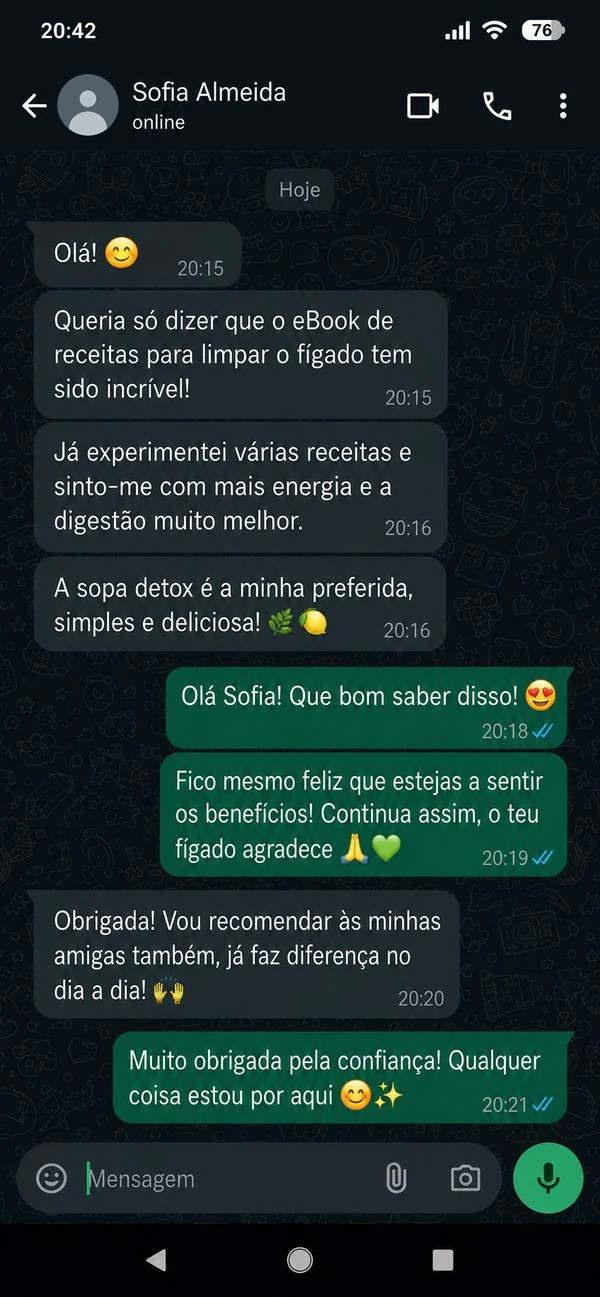 20:42
76
Sofia Almeida
online
Hoje
Olá! 😊
20:15
Queria só dizer que o eBook de
receitas para limpar o fígado tem
sido incrível!
20:15
Já experimentei várias receitas e
sinto-me com mais energia e a
digestão muito melhor.
20:16
A sopa detox é a minha preferida,
simples e deliciosa! 🌿🍋
20:16
Olá Sofia! Que bom saber disso! 😍
20:18
Fico mesmo feliz que estejas a sentir
os benefícios! Continua assim, o teu
fígado agradece 🙏💚
20:19
Obrigada! Vou recomendar às minhas
amigas também, já faz diferença no
dia a dia! 🙌
20:20
Muito obrigada pela confiança! Qualquer
coisa estou por aqui 😊✨
20:21
Mensagem